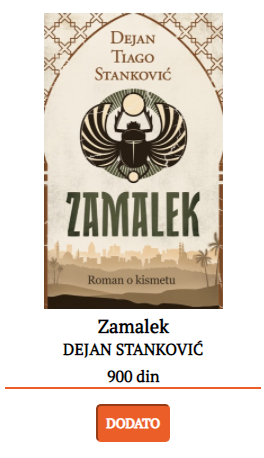 DEJAN
TIAGO
STANKOVIĆ
ZAMALEK
Roman o kismetu
Zamalek
DEJAN STANKOVIĆ
900 din
DODATO